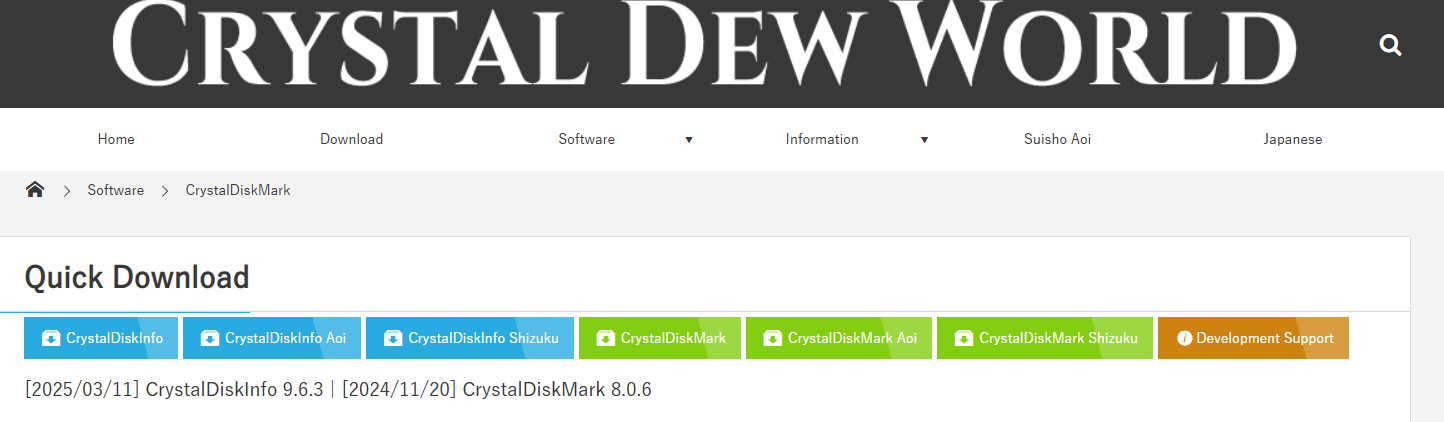 CRYSTAL DEW WORLD
Home Download Software ▼ Information ▼ Suisho Aoi Japanese
Software CrystalDiskMark
Quick Download
CrystalDiskInfo CrystalDiskInfo Aoi CrystalDiskInfo Shizuku CrystalDiskMark CrystalDiskMark Aoi CrystalDiskMark Shizuku Development Support
[2025/03/11] CrystalDiskInfo 9.6.3 | [2024/11/20] CrystalDiskMark 8.0.6